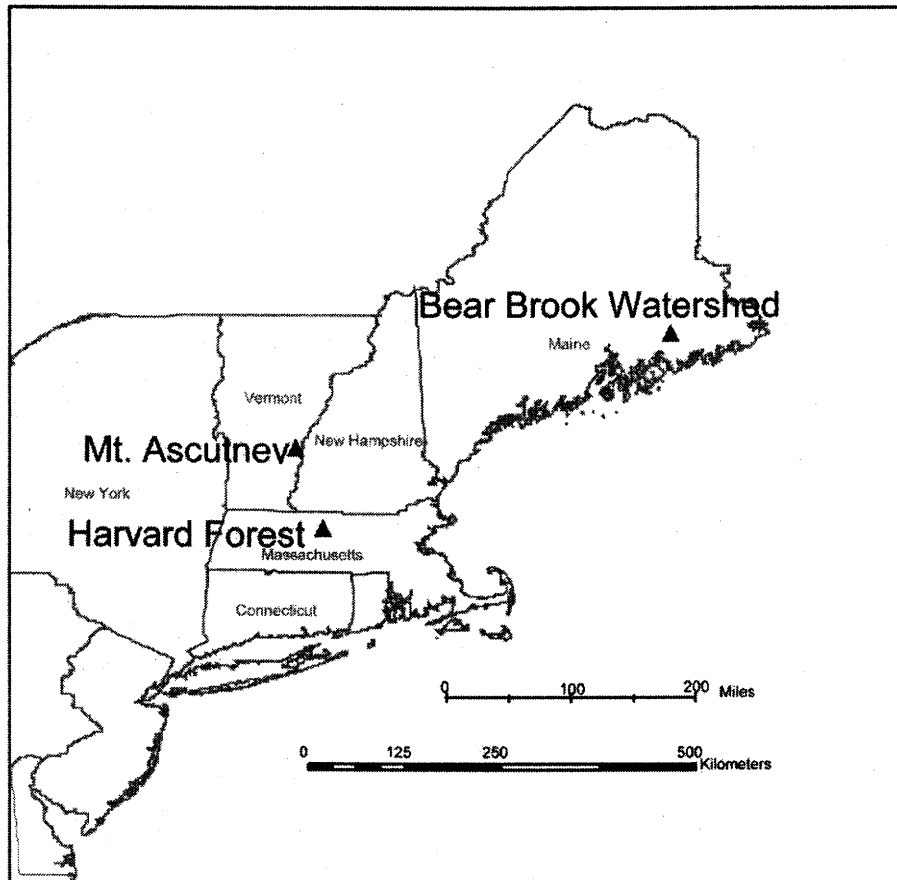 Bear Brook Watershed
Maine
Vermont
New Hampshire
Mt. Ascutney
New York
Harvard Forest
Massachusetts
Connecticut
0 100 200 Miles
0 125 250 500
Kilometers